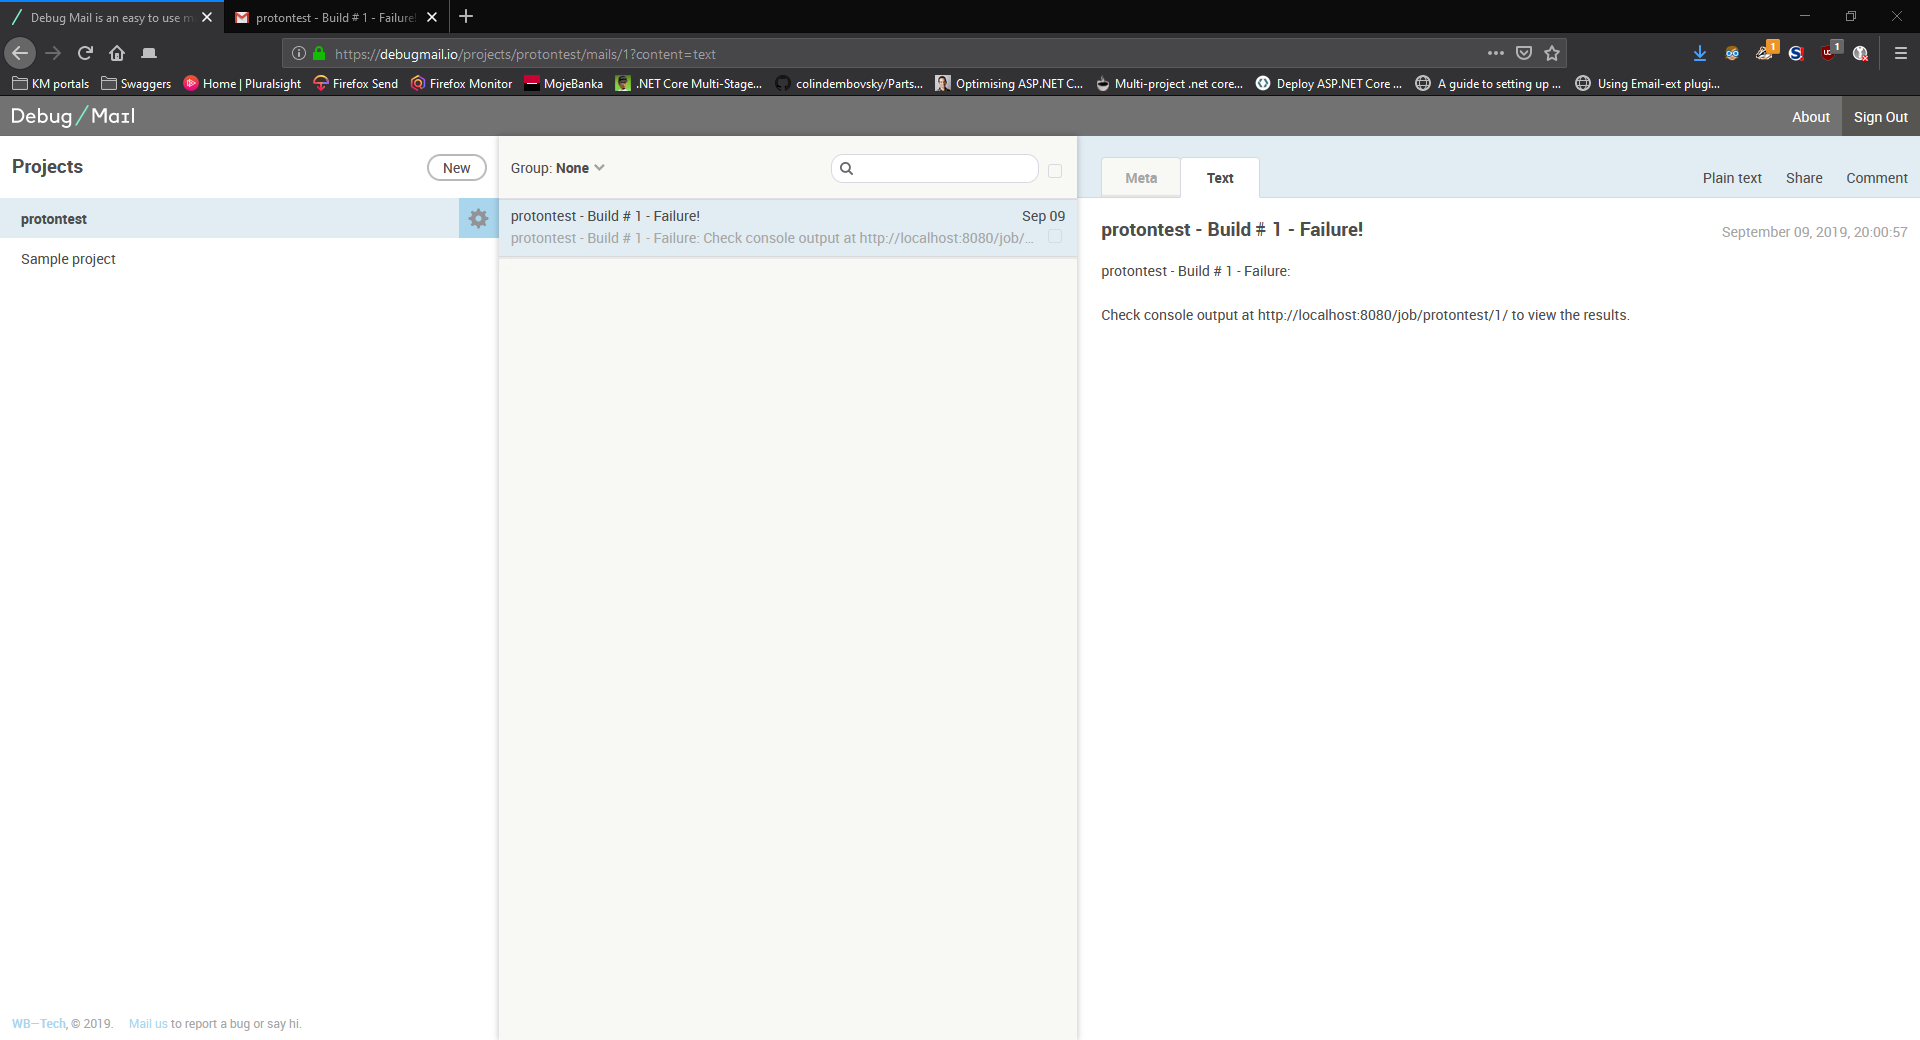 Debug Mail is an easy to use m
protontest - Build # 1 - Failure!
https://debugmail.io/projects/protontest/mails/1?content=text
1
1
KM portals
Swaggers
Home | Pluralsight
Firefox Send
Firefox Monitor
MojeBanka
.NET Core Multi-Stage...
colindembovsky/Parts...
Optimising ASP.NET C...
Multi-project .net core...
Deploy ASP.NET Core ...
A guide to setting up ...
Using Email-ext plugi...
Debug/Mail
About
Sign Out
Projects
New
protontest
Sample project
Group: None
protontest - Build # 1 - Failure!
Sep 09
protontest - Build # 1 - Failure: Check console output at http://localhost:8080/job/...
Meta
Text
Plain text
Share
Comment
protontest - Build # 1 - Failure!
September 09, 2019, 20:00:57
protontest - Build # 1 - Failure:
Check console output at http://localhost:8080/job/protontest/1/ to view the results.
WB—Tech, © 2019.
Mail us to report a bug or say hi.